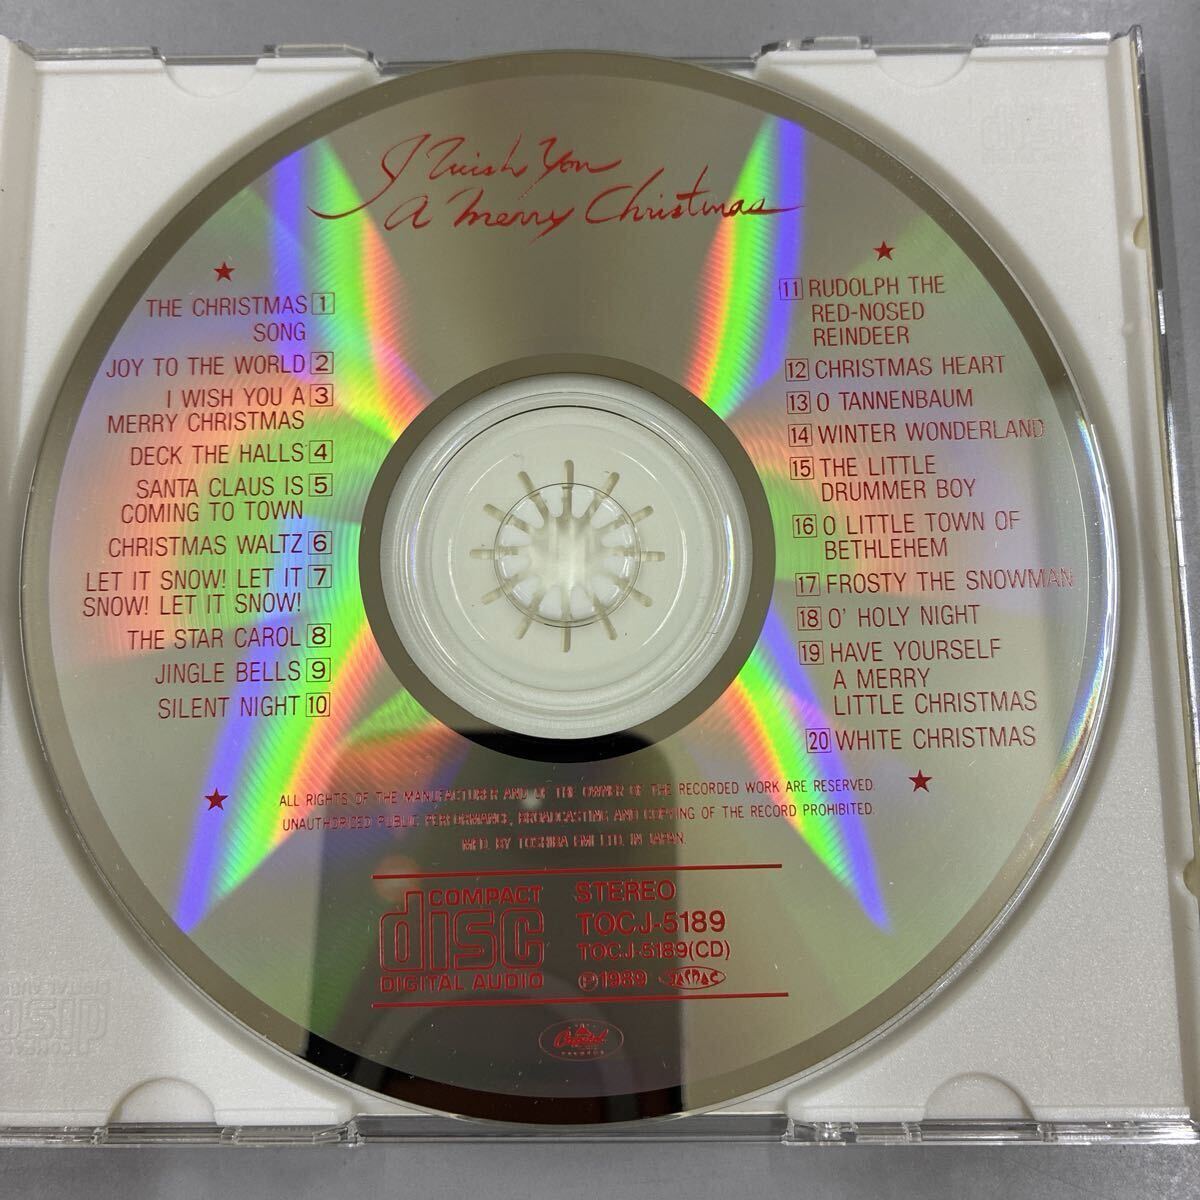 I Wish You
A Merry Christmas
THE CHRISTMAS 1
SONG
JOY TO THE WORLD 2
I WISH YOU A 3
MERRY CHRISTMAS
DECK THE HALLS 4
SANTA CLAUS IS 5
COMING TO TOWN
CHRISTMAS WALTZ 6
LET IT SNOW! LET IT 7
SNOW! LET IT SNOW!
THE STAR CAROL 8
JINGLE BELLS 9
SILENT NIGHT 10
11 RUDOLPH THE
RED-NOSED
REINDEER
12 CHRISTMAS HEART
13 O TANNENBAUM
14 WINTER WONDERLAND
15 THE LITTLE
DRUMMER BOY
16 O LITTLE TOWN OF
BETHLEHEM
17 FROSTY THE SNOWMAN
18 O' HOLY NIGHT
19 HAVE YOURSELF
A MERRY
LITTLE CHRISTMAS
20 WHITE CHRISTMAS
ALL RIGHTS OF THE MANUFACTURER AND OF THE OWNER OF THE RECORDED WORK ARE RESERVED.
UNAUTHORIZED PUBLIC PERFORMANCE, BROADCASTING AND COPYING OF THE RECORD PROHIBITED.
MFD. BY TOSHIBA EMI LTD. IN JAPAN.
COMPACT
disc
DIGITAL AUDIO
STEREO
TOCJ-5189
TOCJ-5189(CD)
Ⓟ1989 JASRAC
Capitol
RECORDS